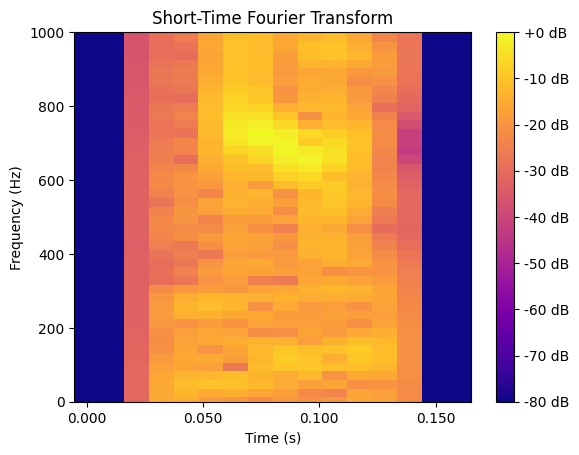 Short-Time Fourier Transform
1000
800
600
400
200
0
Frequency (Hz)
0.000
0.050
0.100
0.150
Time (s)
+0 dB
-10 dB
-20 dB
-30 dB
-40 dB
-50 dB
-60 dB
-70 dB
-80 dB